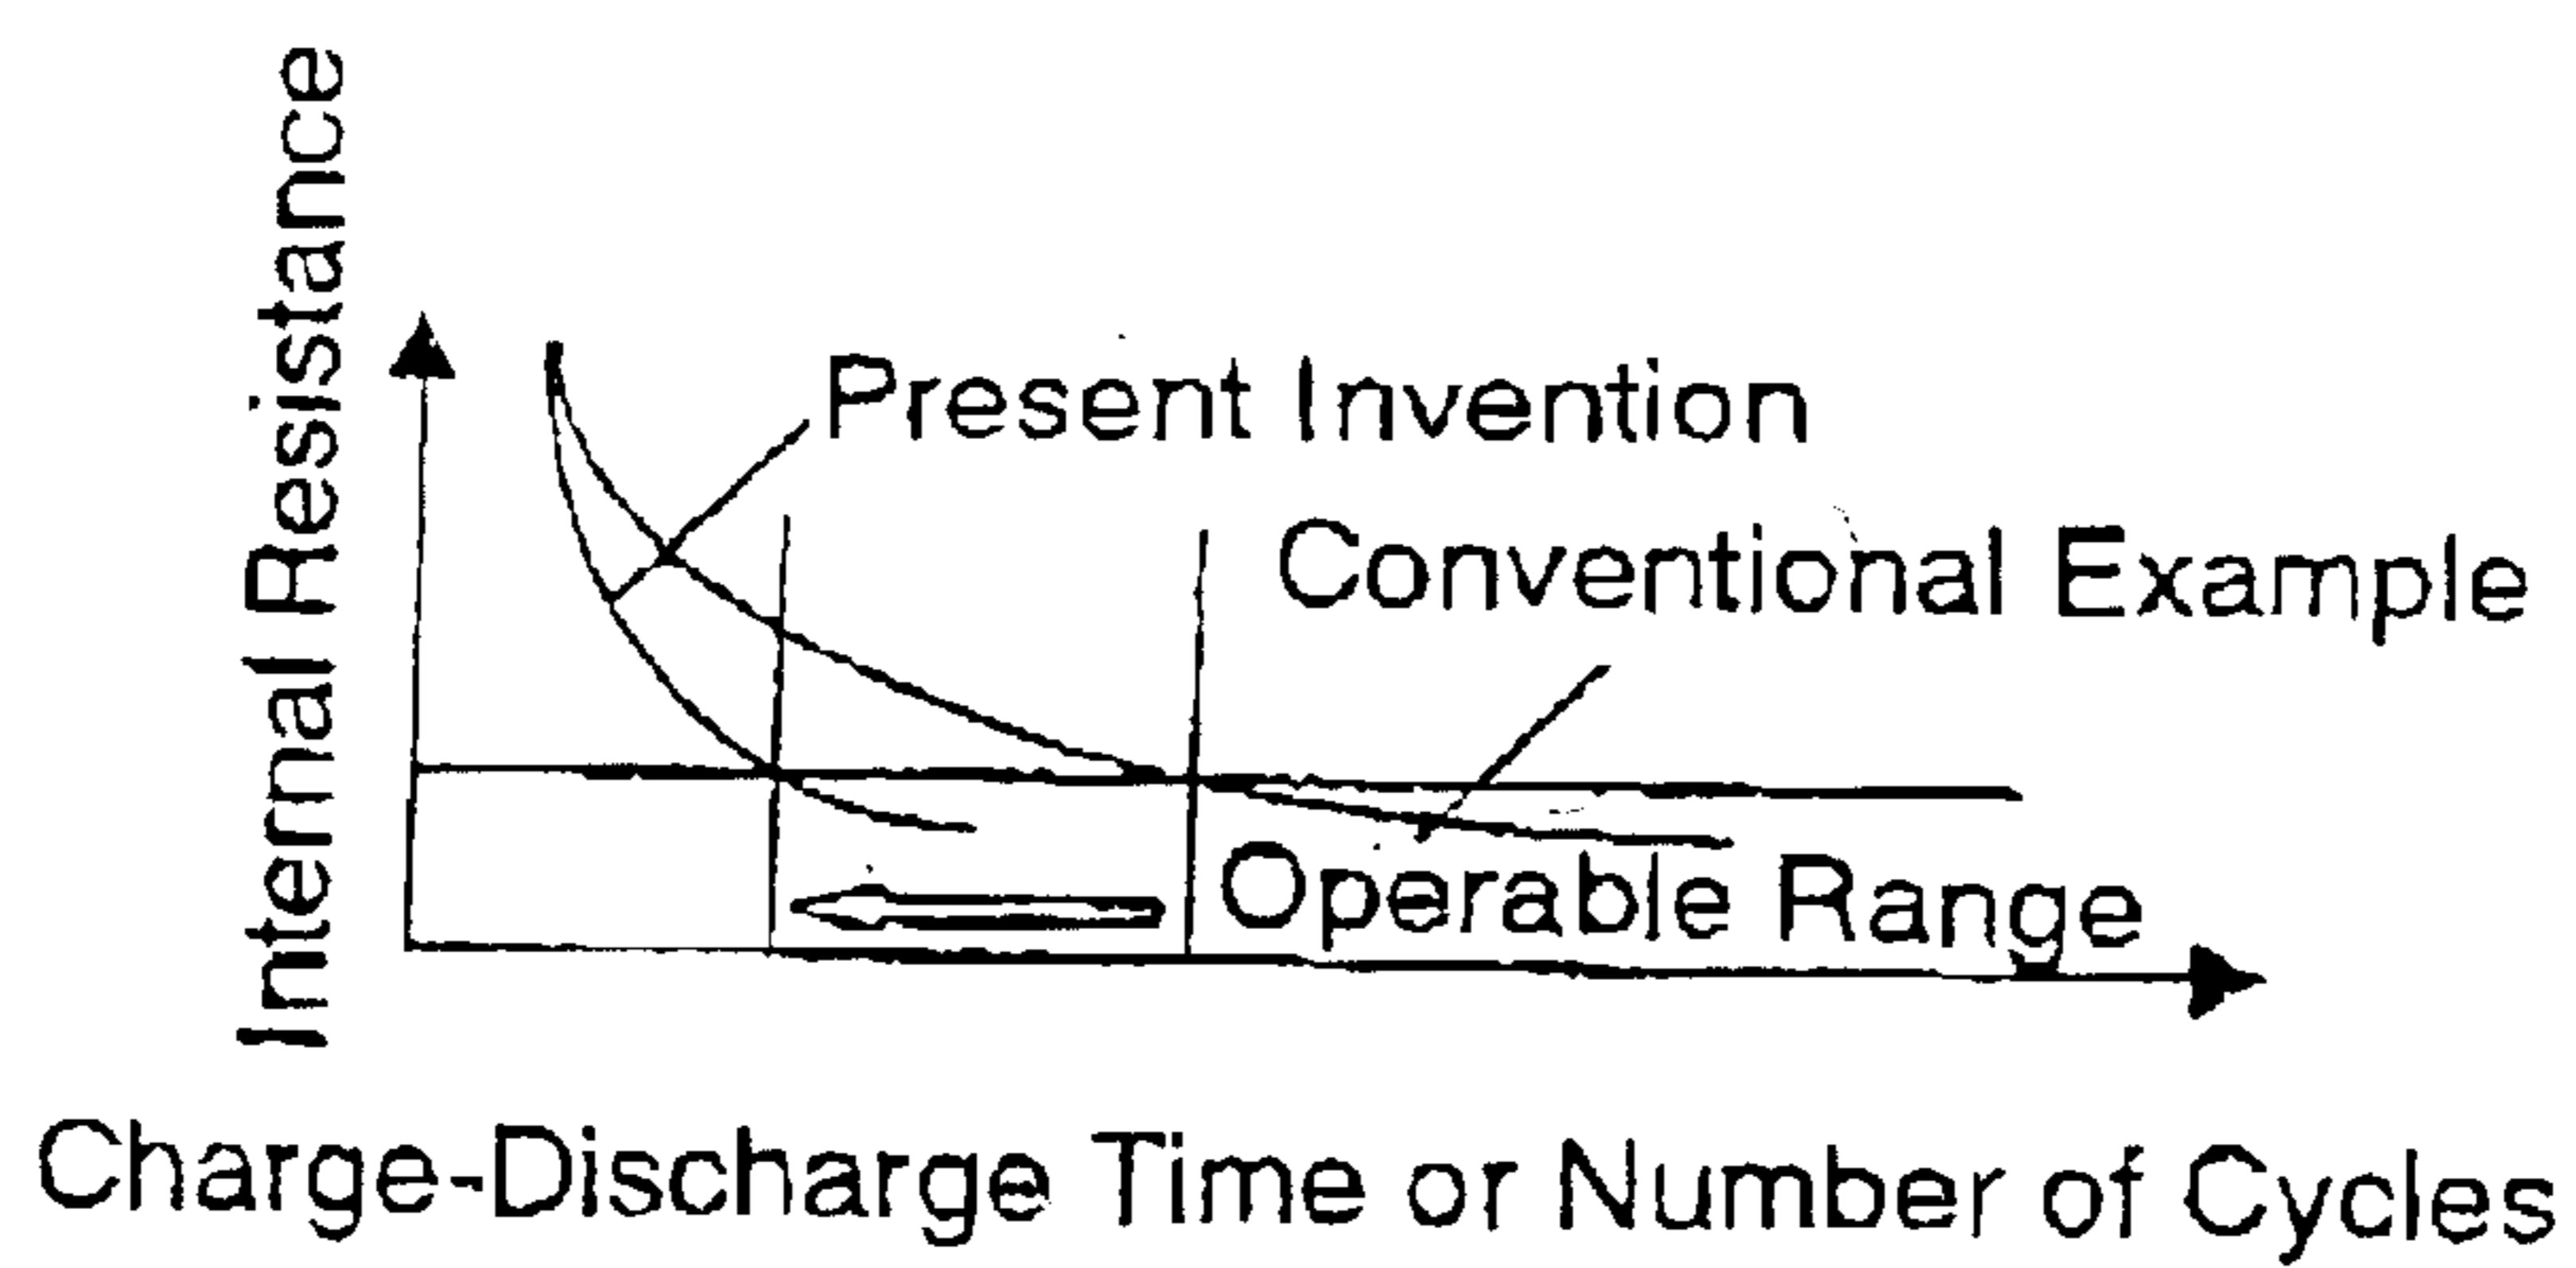 Internal Resistance
Present Invention
Conventional Example
Operable Range
Charge-Discharge Time or Number of Cycles